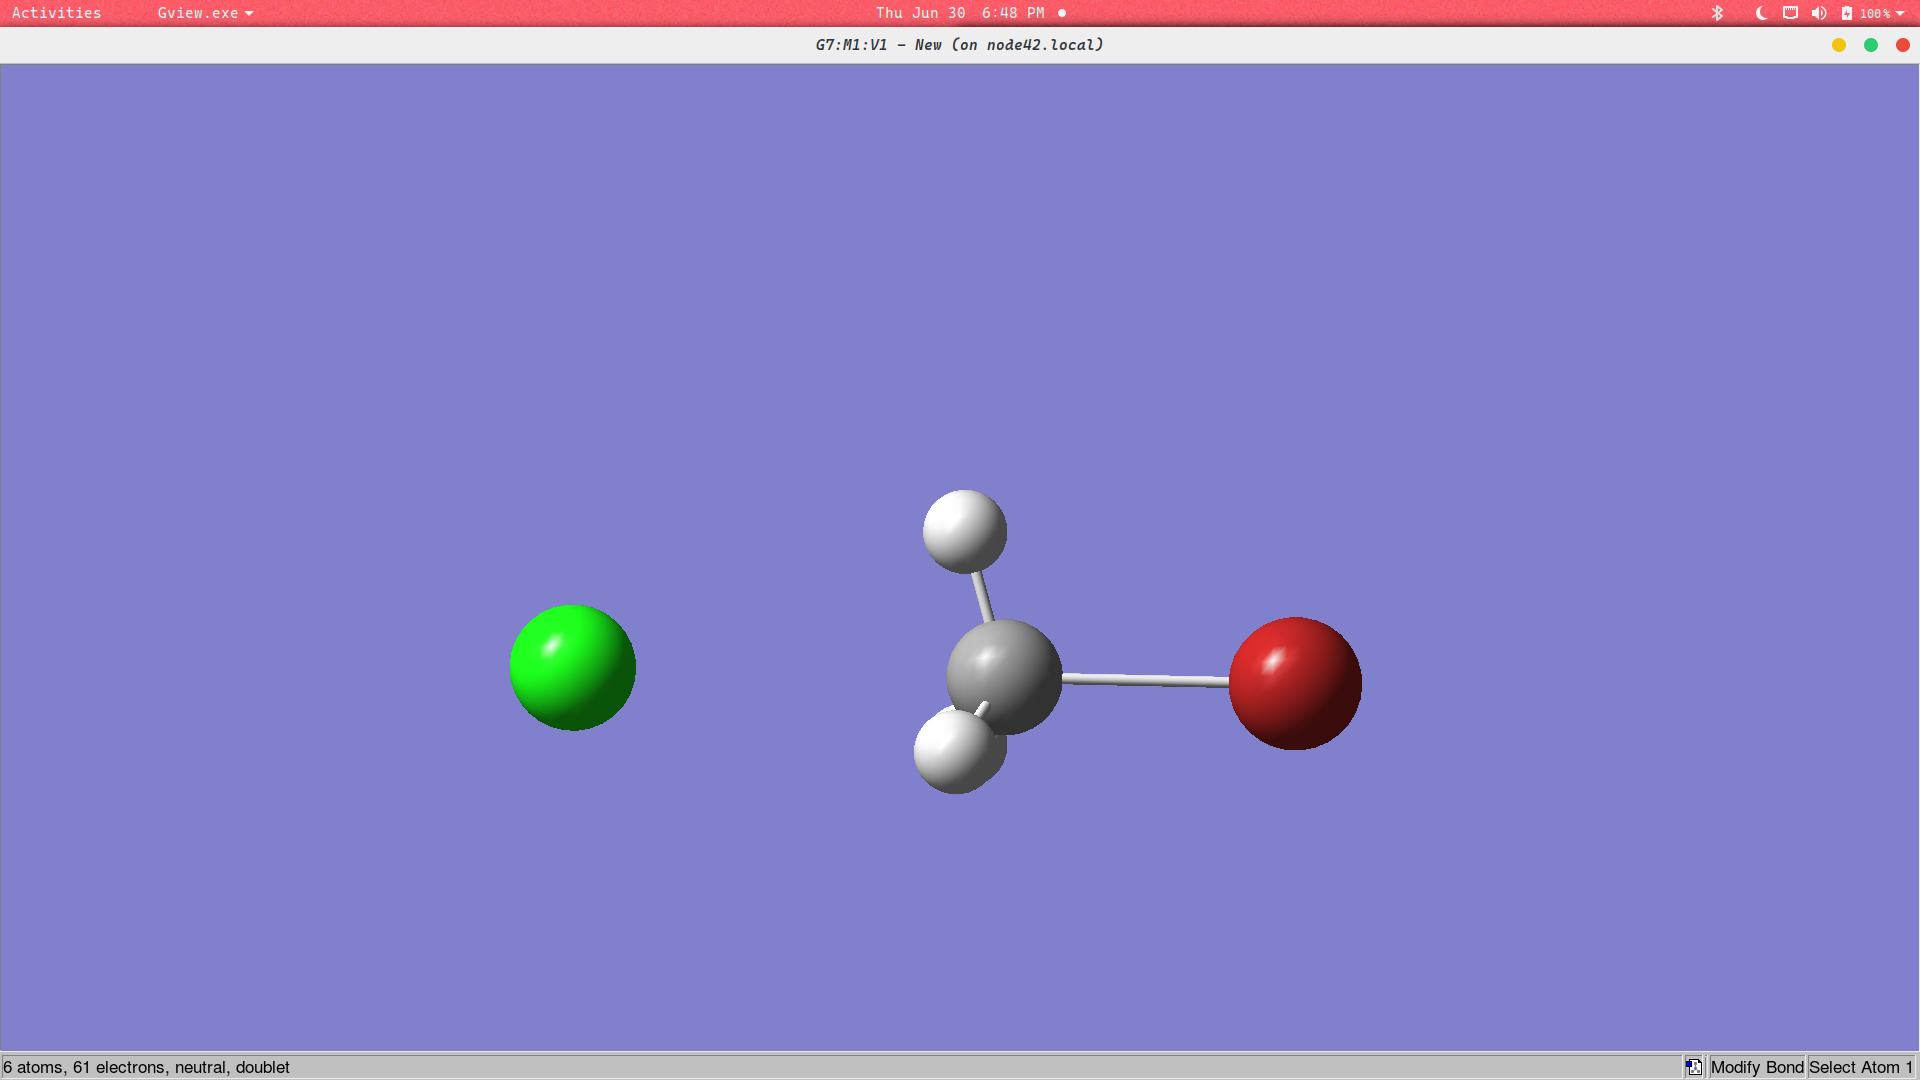 Activities Gview.exe Thu Jun 30 6:48 PM 100%
G7:M1:V1 - New (on node42.local)
6 atoms, 61 electrons, neutral, doublet Modify Bond Select Atom 1